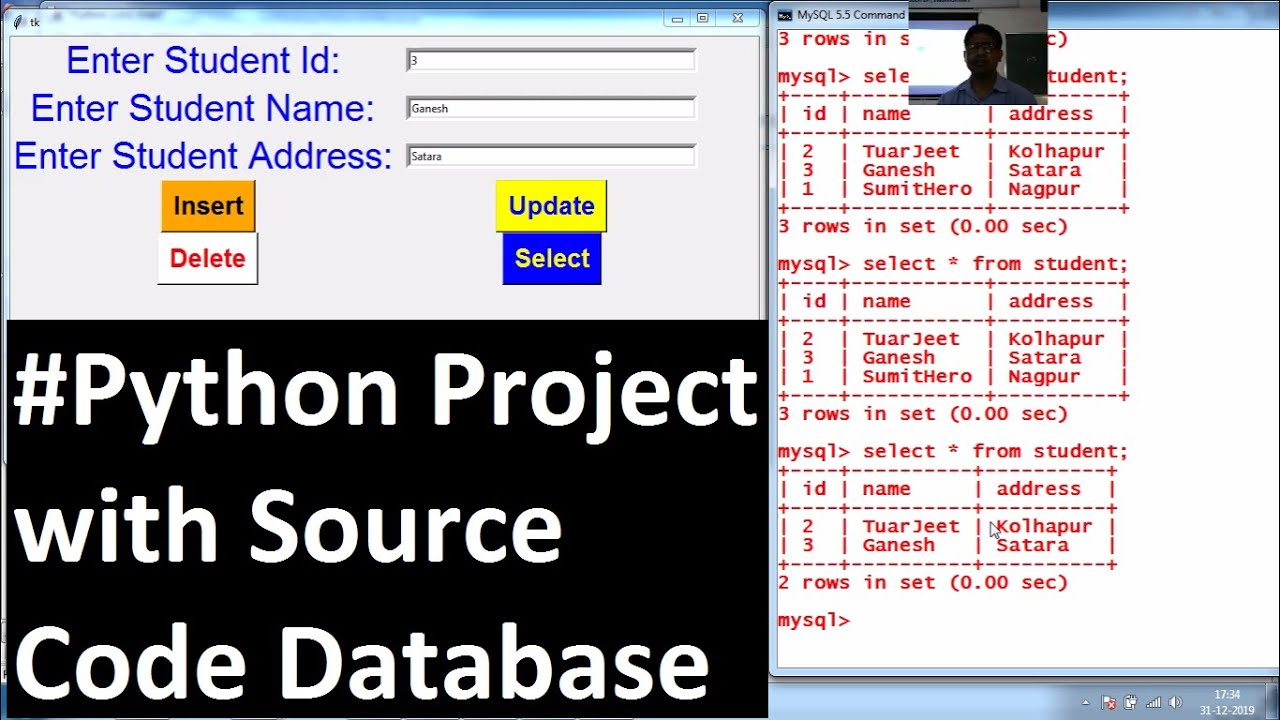 tk
Enter Student Id:
3
Enter Student Name:
Ganesh
Enter Student Address:
Satara
Insert
Update
Delete
Select
#Python Project
with Source
Code Database
MySQL 5.5 Command
3 rows in s c)
mysql> sele student;
+----+-----------+----------+
| id | name | address |
+----+-----------+----------+
| 2 | TuarJeet | Kolhapur |
| 3 | Ganesh | Satara |
| 1 | SumitHero | Nagpur |
+----+-----------+----------+
3 rows in set (0.00 sec)
mysql> select * from student;
+----+-----------+----------+
| id | name | address |
+----+-----------+----------+
| 2 | TuarJeet | Kolhapur |
| 3 | Ganesh | Satara |
| 1 | SumitHero | Nagpur |
+----+-----------+----------+
3 rows in set (0.00 sec)
mysql> select * from student;
+----+----------+----------+
| id | name | address |
+----+----------+----------+
| 2 | TuarJeet | Kolhapur |
| 3 | Ganesh | Satara |
+----+----------+----------+
2 rows in set (0.00 sec)
mysql>
17:34
31-12-2019